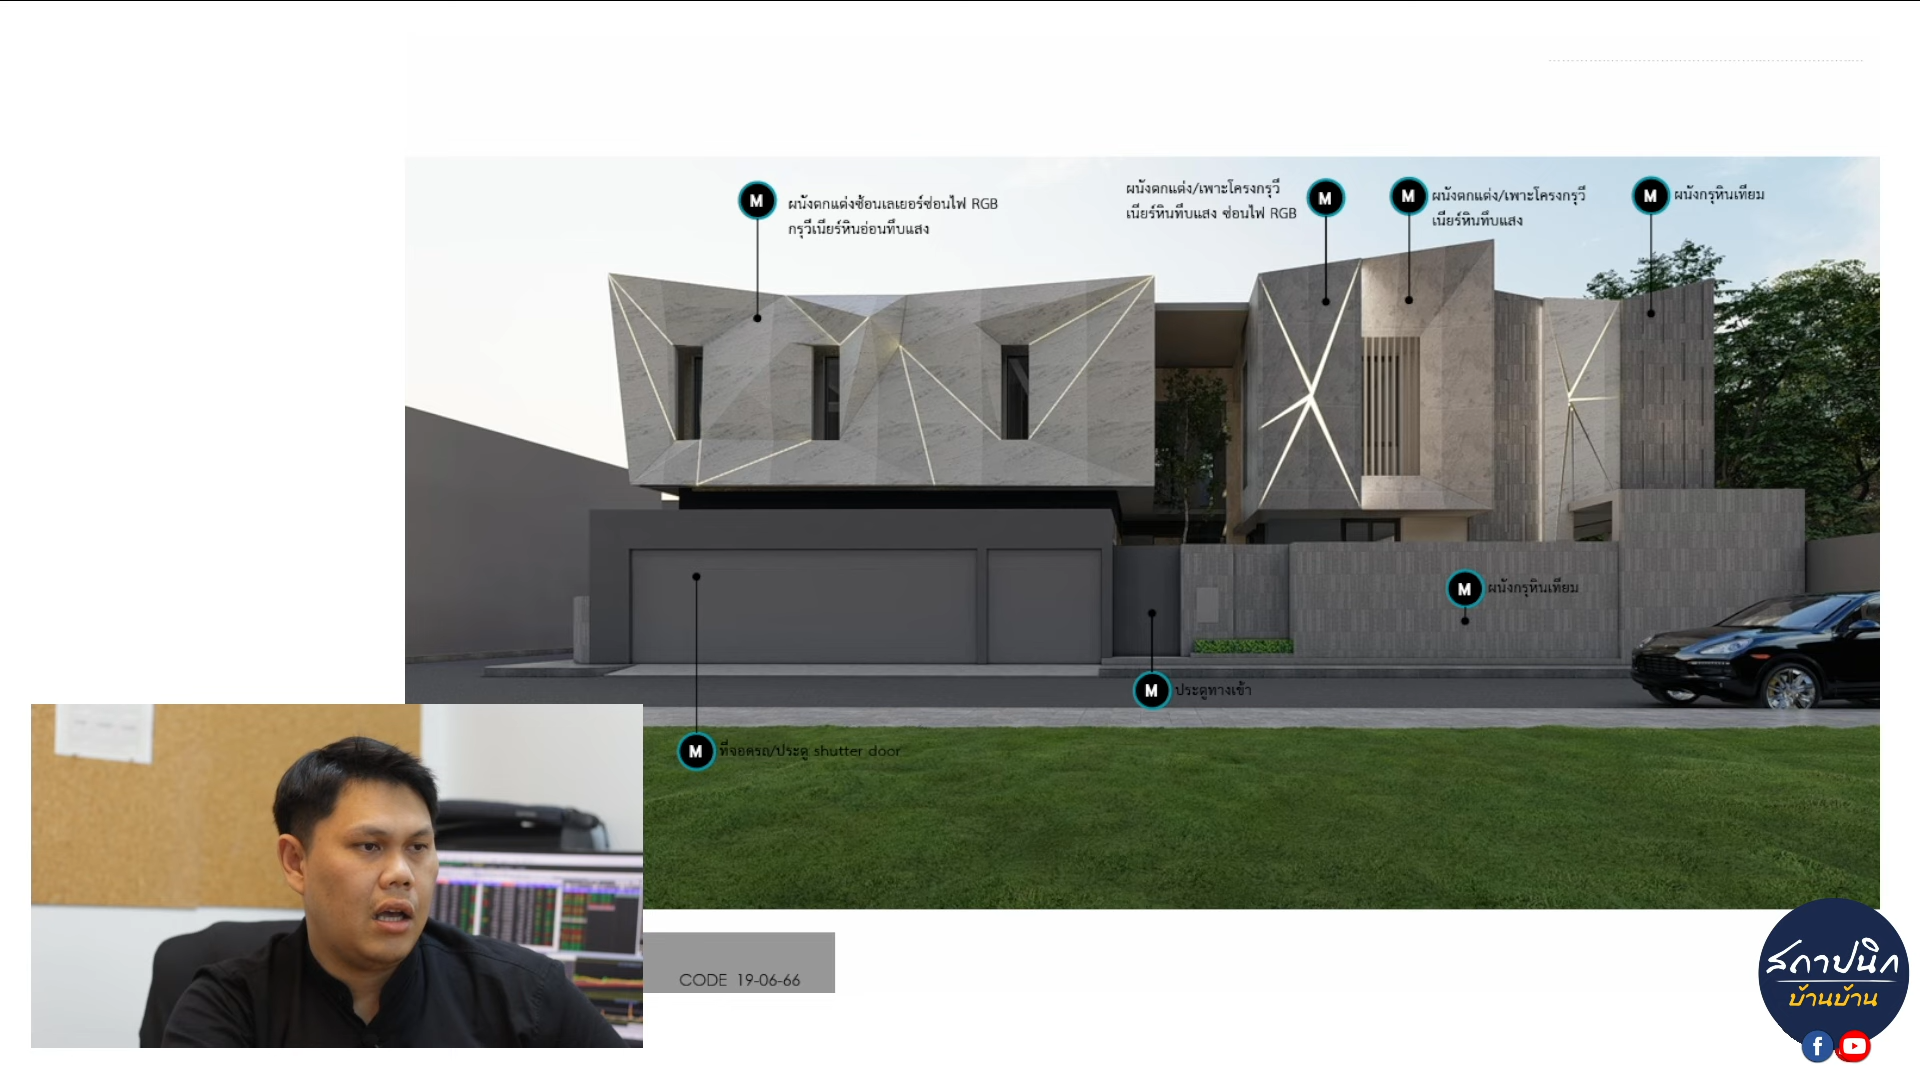 M
ผนังตกแต่งซ้อนเลเยอร์ซ่อนไฟ RGB
กรุวีเนียร์หินอ่อนทึบแสง
ผนังตกแต่ง/เพาะโครงกรุวี
เนียร์หินทึบแสง ซ่อนไฟ RGB
M
M
ผนังตกแต่ง/เพาะโครงกรุวี
เนียร์หินทึบแสง
M
ผนังกรุหินเทียม
M
ผนังกรุหินเทียม
M
ประตูทางเข้า
M
ที่จอดรถ/ประตู shutter door
CODE 19-06-66
สถาปนิก
บ้านบ้าน